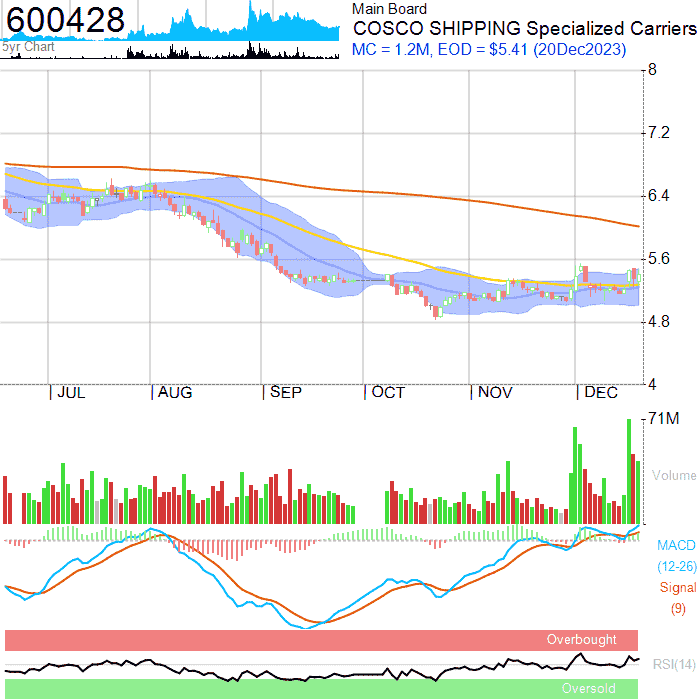 600428
5yr Chart
Main Board
COSCO SHIPPING Specialized Carriers
MC = 1.2M, EOD = $5.41 (20Dec2023)
8
7.2
6.4
5.6
4.8
4
JUL
AUG
SEP
OCT
NOV
DEC
71M
Volume
MACD
(12-26)
Signal
(9)
Overbought
RSI(14)
Oversold